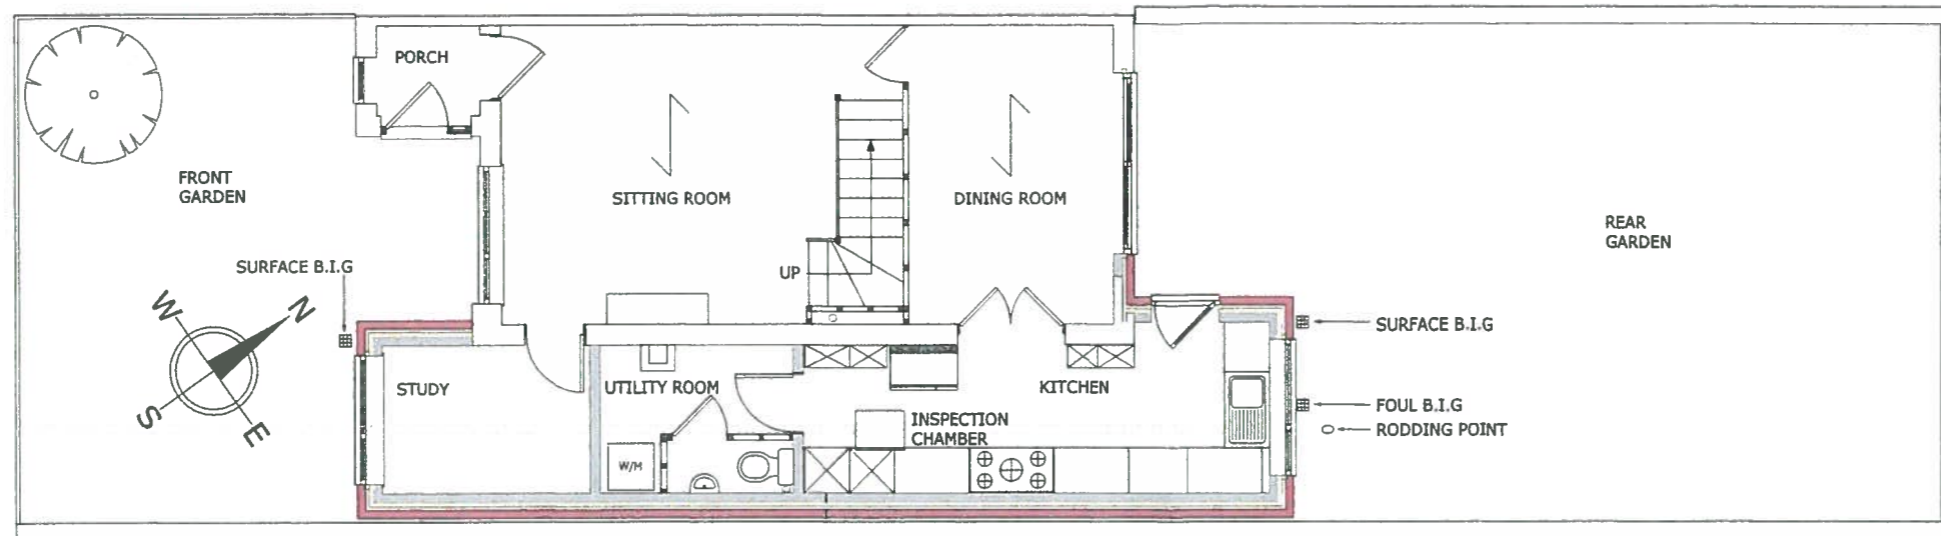 PORCH
FRONT
GARDEN
SITTING ROOM
DINING ROOM
REAR
GARDEN
SURFACE B.I.G
UP
W
N
S
E
SURFACE B.I.G
STUDY
UTILITY ROOM
KITCHEN
FOUL B.I.G
INSPECTION
CHAMBER
RODDING POINT
W/M